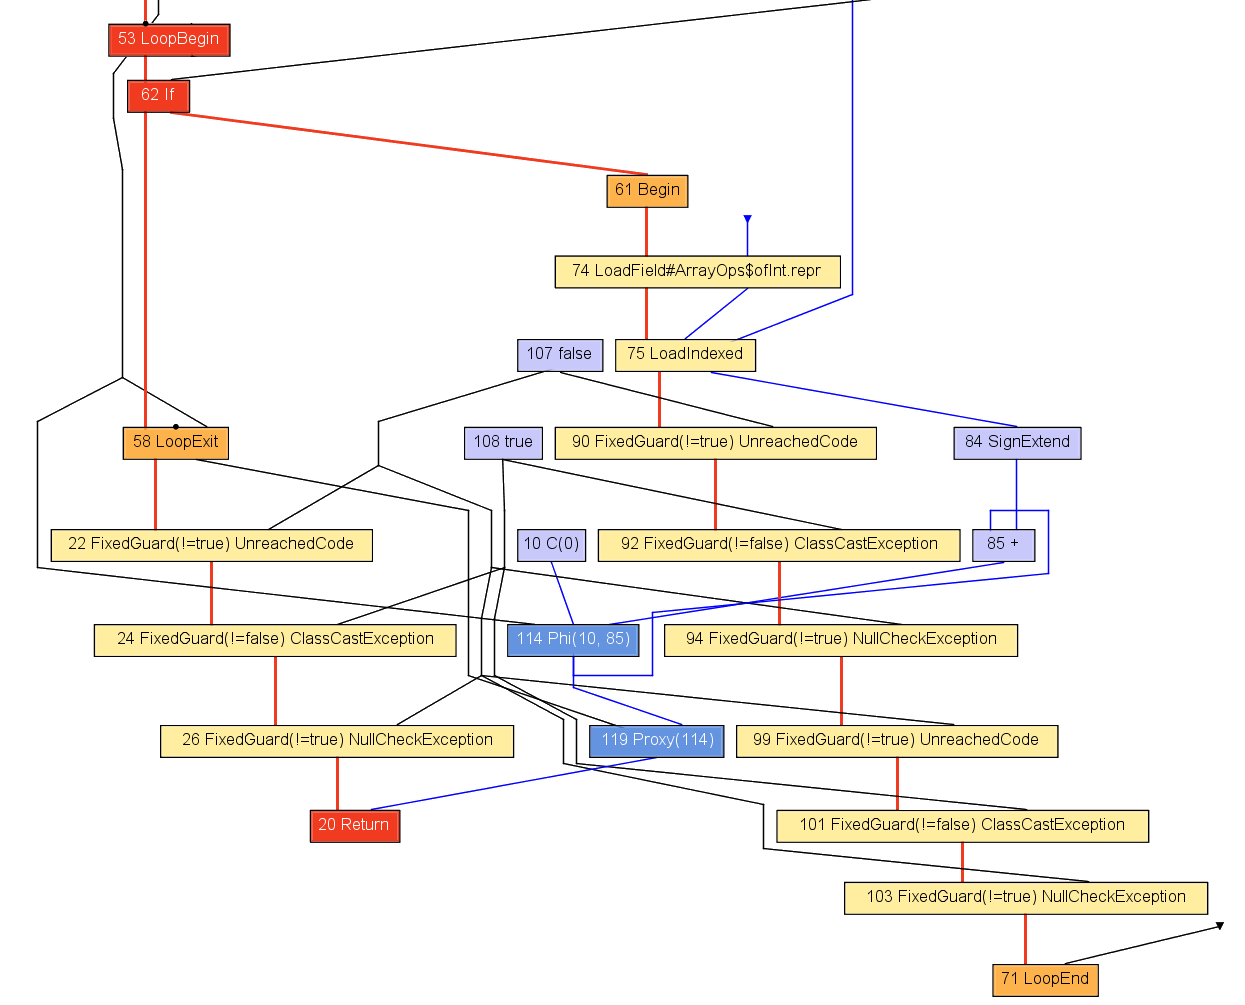 53 LoopBegin
62 If
61 Begin
74 LoadField#ArrayOps$ofInt.repr
107 false
75 LoadIndexed
58 LoopExit
108 true
90 FixedGuard(!=true) UnreachedCode
84 SignExtend
22 FixedGuard(!=true) UnreachedCode
10 C(0)
92 FixedGuard(!=false) ClassCastException
85 +
24 FixedGuard(!=false) ClassCastException
114 Phi(10, 85)
94 FixedGuard(!=true) NullCheckException
26 FixedGuard(!=true) NullCheckException
119 Proxy(114)
99 FixedGuard(!=true) UnreachedCode
20 Return
101 FixedGuard(!=false) ClassCastException
103 FixedGuard(!=true) NullCheckException
71 LoopEnd